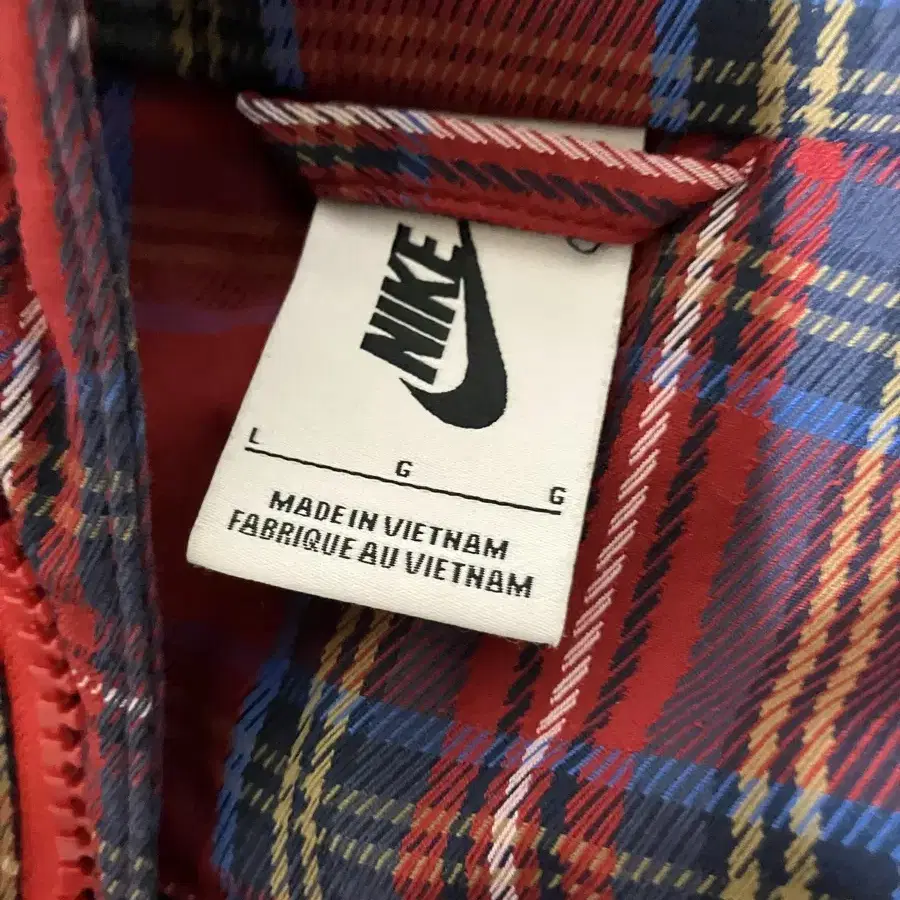 NIKE
L G G
MADE IN VIETNAM
FABRIQUE AU VIETNAM